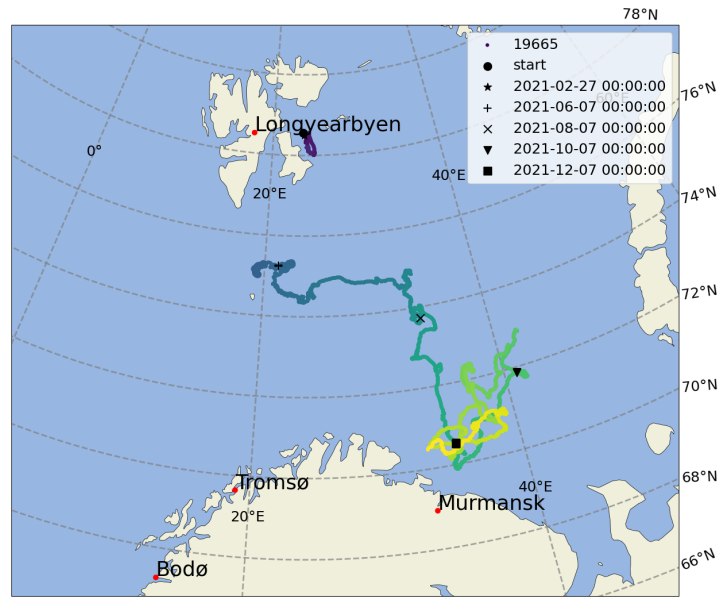 78°N
19665
start
2021-02-27 00:00:00
2021-06-07 00:00:00
2021-08-07 00:00:00
2021-10-07 00:00:00
2021-12-07 00:00:00
60°E
76°N
Longyearbyen
0°
40°E
20°E
74°N
72°N
70°N
68°N
Tromsø
40°E
Murmansk
20°E
66°N
Bodø